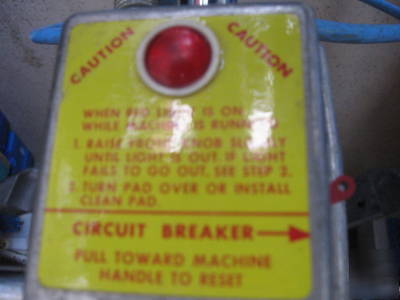 CAUTION CAUTION
WHEN RED LIGHT IS ON
WHILE MACHINE IS RUNNING
1. RAISE FRONT KNOB SLOWLY
UNTIL LIGHT IS OUT. IF LIGHT
FAILS TO GO OUT. SEE STEP 2.
2. TURN PAD OVER OR INSTALL
CLEAN PAD.
CIRCUIT BREAKER
PULL TOWARD MACHINE
HANDLE TO RESET